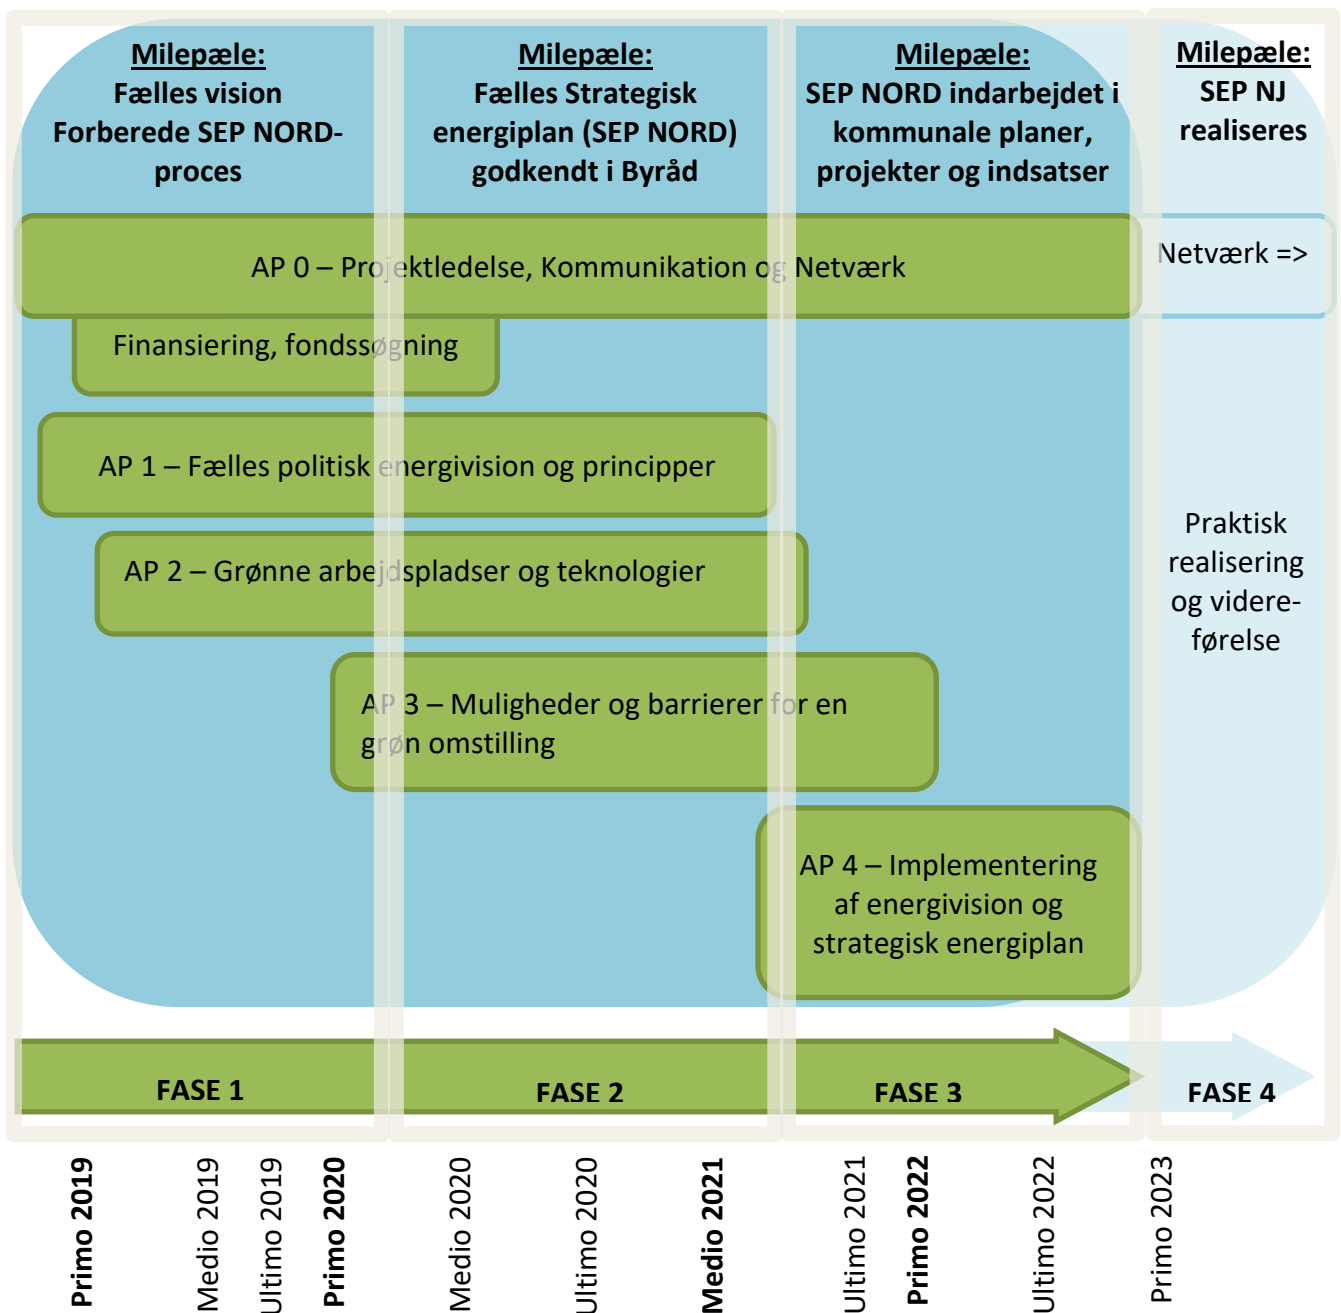 Milepæle:
Fælles vision
Forberede SEP NORD-
proces
Milepæle:
Fælles Strategisk
energiplan (SEP NORD)
godkendt i Byråd
Milepæle:
SEP NORD indarbejdet i
kommunale planer,
projekter og indsatser
Milepæle:
SEP NJ
realiseres
AP 0 – Projektledelse, Kommunikation og Netværk
Netværk =>
Finansiering, fondssøgning
AP 1 – Fælles politisk energivision og principper
AP 2 – Grønne arbejdspladser og teknologier
AP 3 – Muligheder og barrierer for en
grøn omstilling
AP 4 – Implementering
af energivision og
strategisk energiplan
Praktisk
realisering
og videre-
førelse
FASE 1
FASE 2
FASE 3
FASE 4
Primo 2019
Medio 2019
Ultimo 2019
Primo 2020
Medio 2020
Ultimo 2020
Medio 2021
Ultimo 2021
Primo 2022
Ultimo 2022
Primo 2023